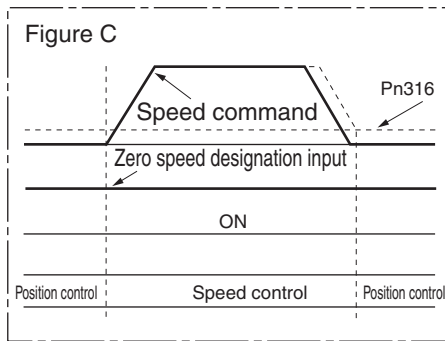 Figure C
Pn316
Speed command
Zero speed designation input
ON
Position control
Speed control
Position control